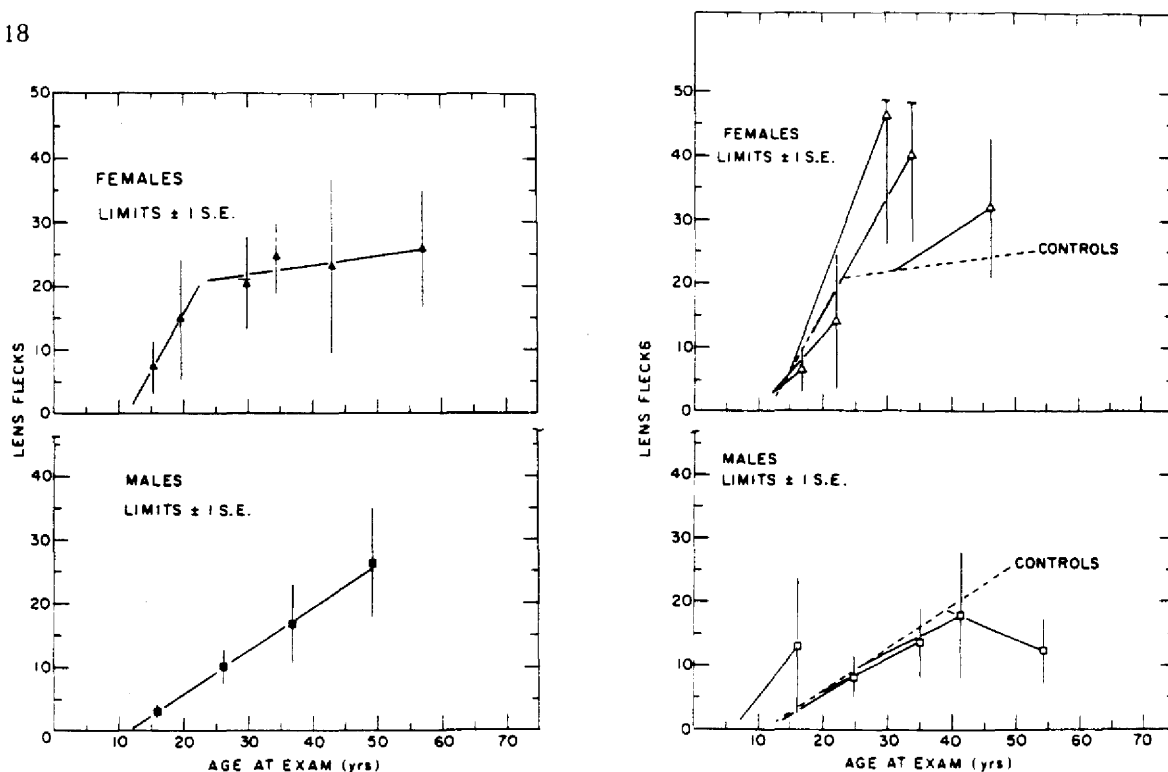 18
50
40
30
20
10
0
FEMALES
LIMITS ± 1 S.E.
LENS FLECKS
40
30
20
10
0
MALES
LIMITS ± 1 S.E.
10 20 30 40 50 60 70
AGE AT EXAM (yrs)
50
40
30
20
10
0
FEMALES
LIMITS ± 1 S.E.
CONTROLS
LENS FLECKS
40
30
20
10
0
MALES
LIMITS ± 1 S.E.
CONTROLS
10 20 30 40 50 60 70
AGE AT EXAM (yrs)